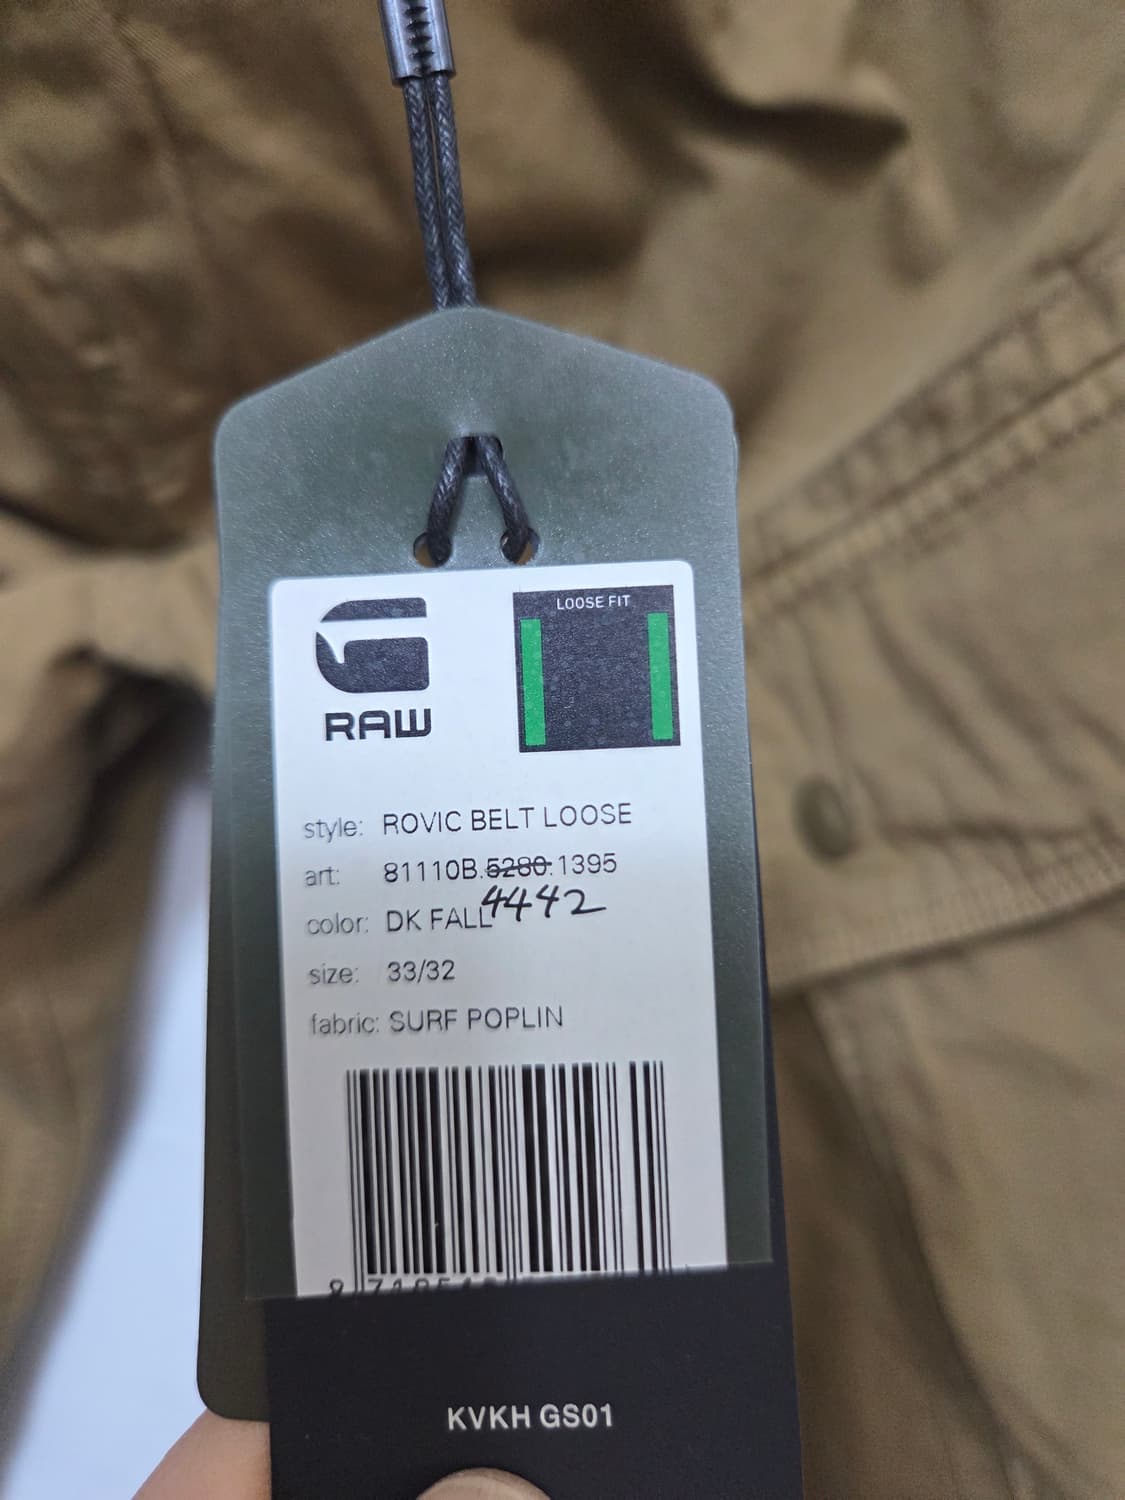 LOOSE FIT
RAW
style: ROVIC BELT LOOSE
art: 81110B.5280.1395
4442
color: DK FALL
size: 33/32
fabric: SURF POPLIN
KVKH GS01